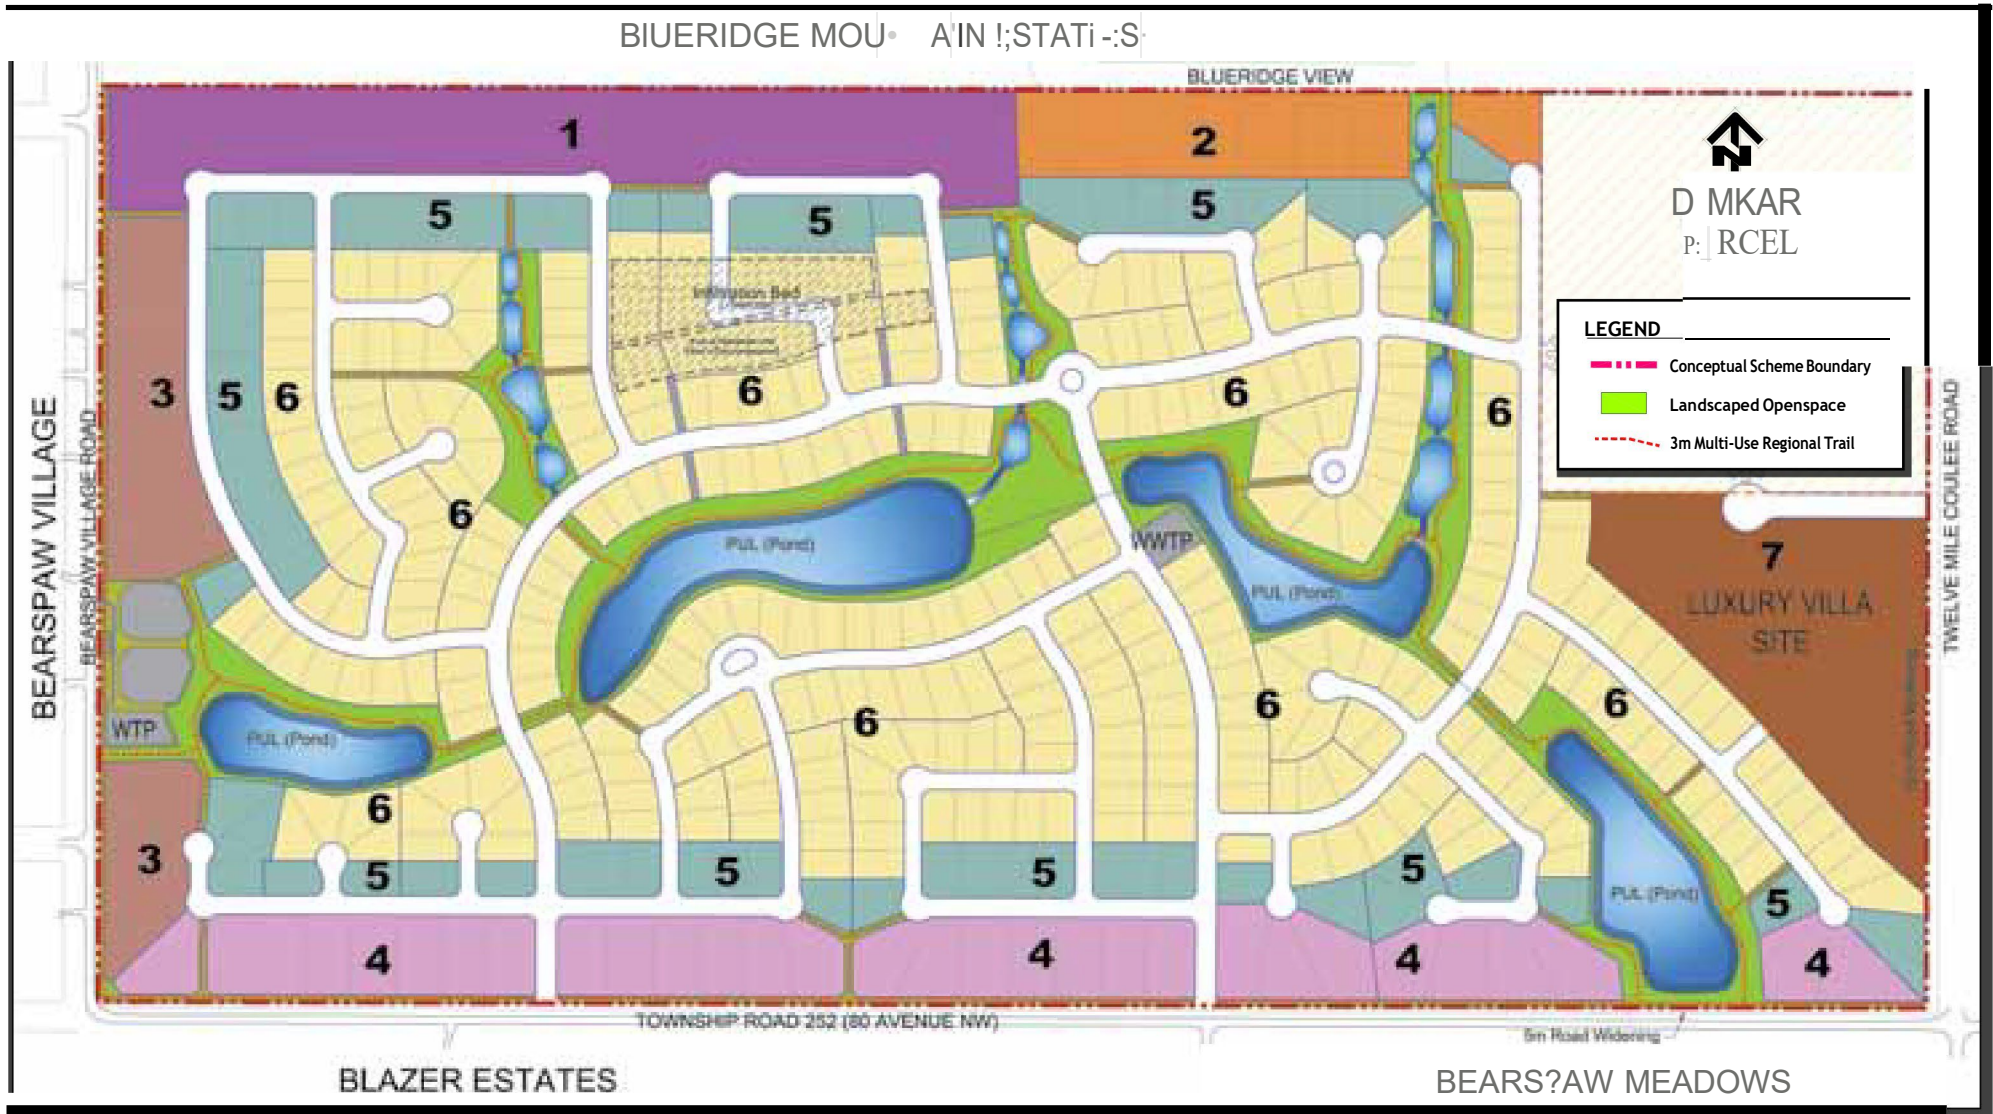 BIUERIDGE MOU• A'IN !;STATi -:S·
BLUERIDGE VIEW
1
2
D MKAR
P: RCEL
5
5
5
LEGEND
Conceptual Scheme Boundary
Landscaped Openspace
3m Multi-Use Regional Trail
Infiltration Bed
3
5
6
6
6
6
BEARSPAW VILLAGE
BEARSPAW VILLAGE ROAD
TWELVE MILE COULEE ROAD
6
PUL (Pond)
WWTP
PUL (Pond)
7
LUXURY VILLA
SITE
WTP
PUL (Pond)
6
6
6
6
3
5
5
5
5
PUL (Pond)
5
4
4
4
4
TOWNSHIP ROAD 252 (80 AVENUE NW)
5m Road Widening
BLAZER ESTATES
BEARS?AW MEADOWS